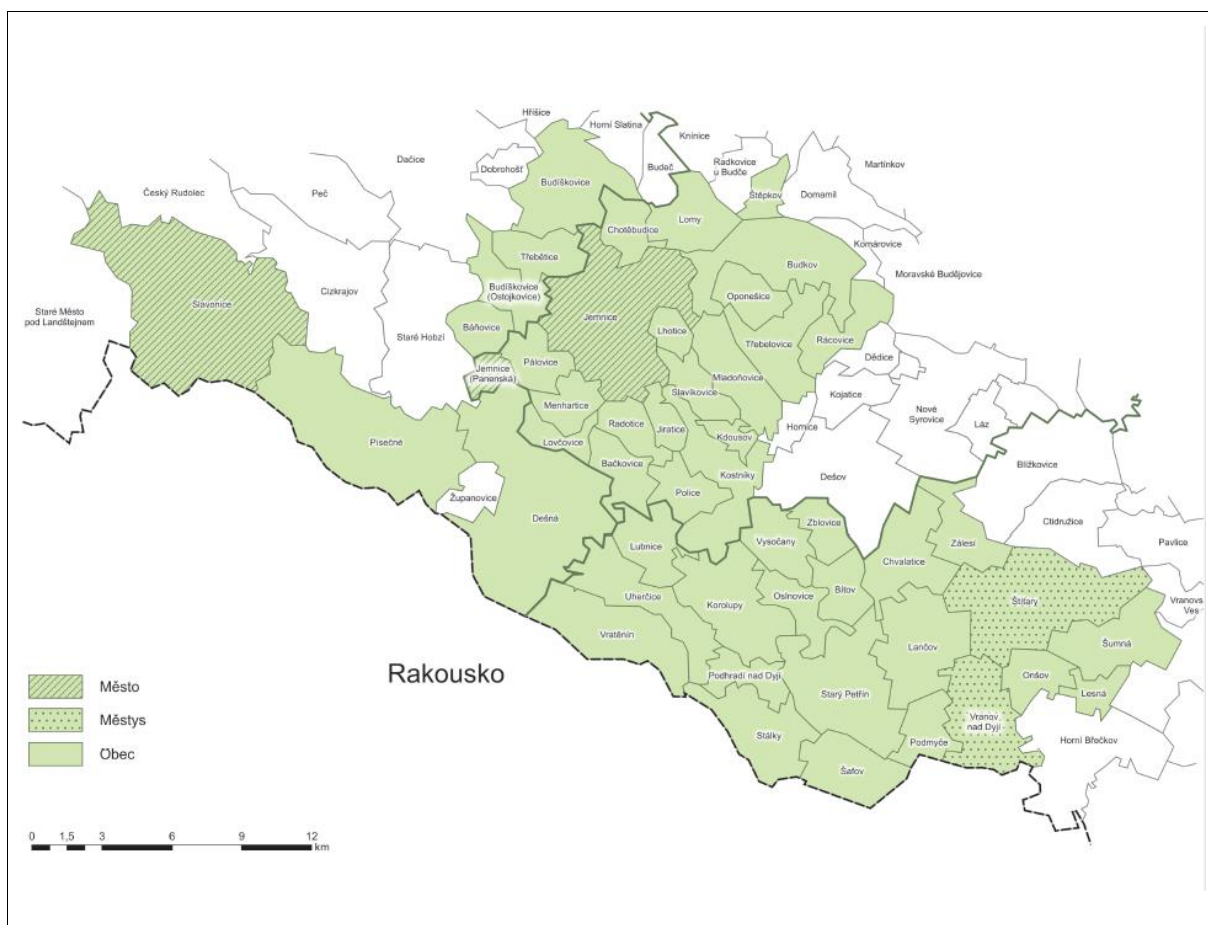 Hříšice
Horní Slatina
Knínice
Dačice
Dobrohošť
Budeč
Radkovice
u Budče
Martínkov
Český Rudolec
Peč
Budíškovice
Štěpkov
Domamil
Chotěbudice
Lomy
Komárovice
Třebětice
Budkov
Moravské Budějovice
Slavonice
Cizkrajov
Budíškovice
(Ostojkovice)
Oponešice
Staré Město
pod Landštejnem
Jemnice
Báňovice
Lhotice
Staré Hobzí
Třebelovice
Rácovice
Dědice
Pálovice
Jemnice
(Panenská)
Mladoňovice
Slavíkovice
Kojatice
Menhartice
Nové
Syrovice
Láz
Hornice
Radotice
Jiratice
Písečné
Lovčovice
Kdousov
Bačkovice
Kostníky
Dešov
Blížkovice
Županovice
Police
Dešná
Zblovice
Ctidružice
Vysočany
Lubnice
Zálesí
Pavlice
Chvalatice
Uherčice
Korolupy
Oslnovice
Bítov
Štítary
Vranovs
Ves
Vratěnín
Lančov
Šumná
Rakousko
Podhradí nad Dyjí
Onšov
Starý Petřín
Lesná
Město
Městys
Obec
Stálky
Podmyče
Vranov
nad Dyjí
Horní Břečkov
Šafov
0 1,5 3 6 9 12
km